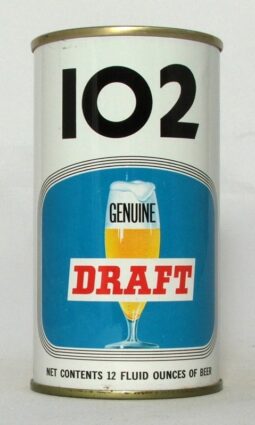 102
GENUINE
DRAFT
NET CONTENTS 12 FLUID OUNCES OF BEER